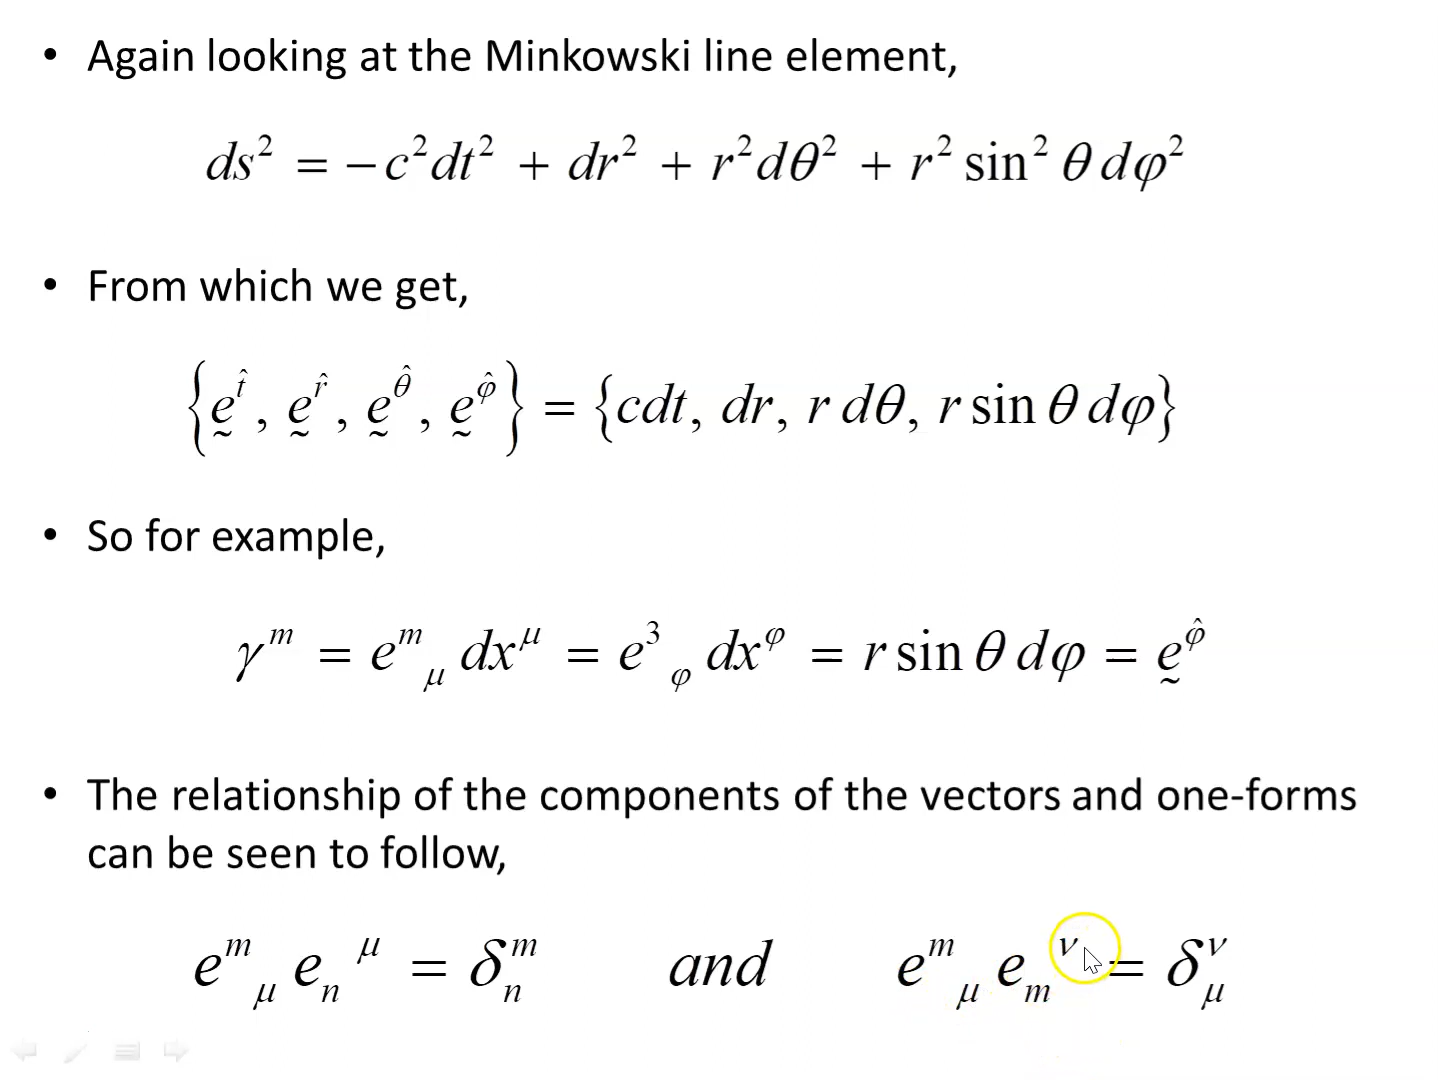 • Again looking at the Minkowski line element,
ds² = −c²dt² + dr² + r²dθ² + r² sin² θ dφ²
• From which we get,
{ḛ^t̂, ḛ^r̂, ḛ^θ̂, ḛ^φ̂} = {cdt, dr, r dθ, r sin θ dφ}
• So for example,
γ^m = e^m_μ dx^μ = e^3_φ dx^φ = r sin θ dφ = ḛ^φ̂
• The relationship of the components of the vectors and one-forms
can be seen to follow,
e^m_μ e_n^μ = δ^m_n and e^m_μ e_m^ν = δ^ν_μ